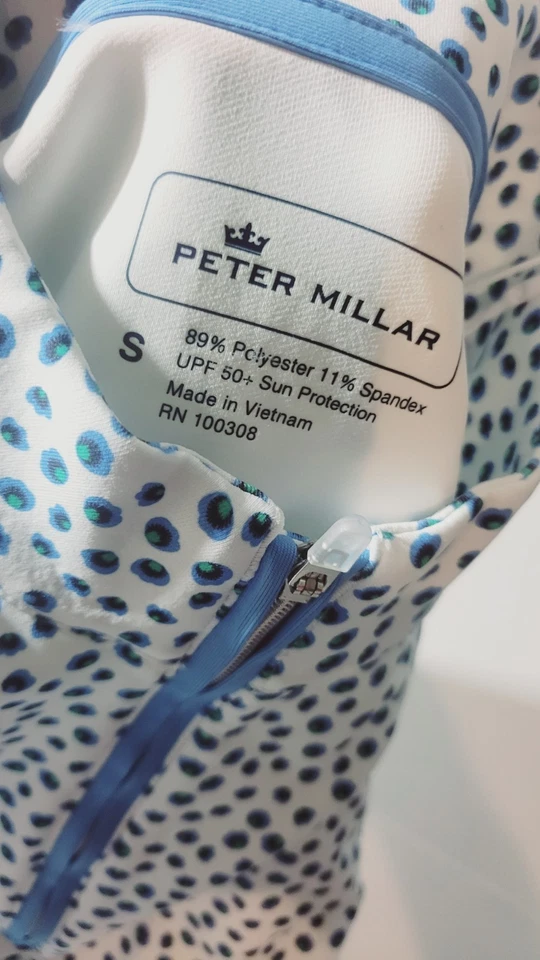 PETER MILLAR
S
89% Polyester 11% Spandex
UPF 50+ Sun Protection
Made in Vietnam
RN 100308